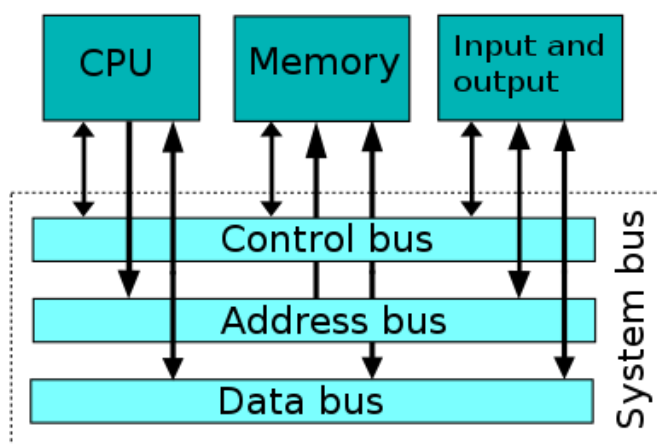 CPU
Memory
Input and
output
Control bus
Address bus
Data bus
System bus